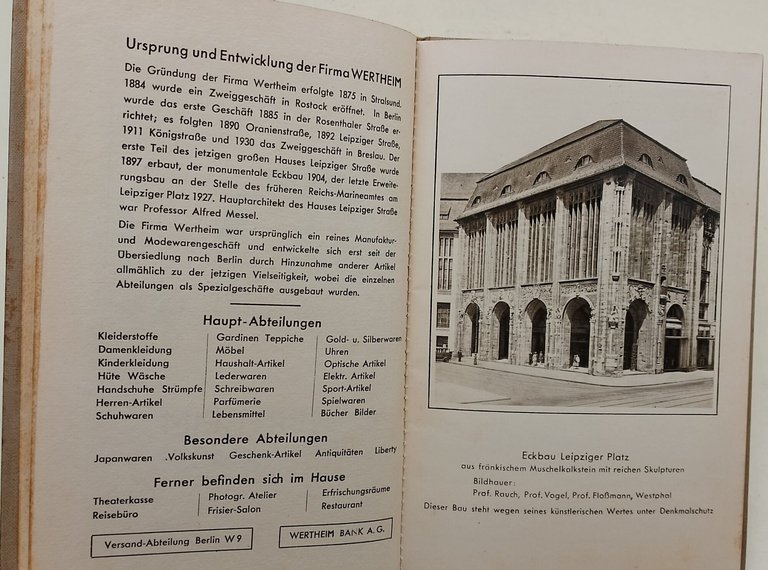 Ursprung und Entwicklung der Firma WERTHEIM
Die Gründung der Firma Wertheim erfolgte 1875 in Stralsund.
1884 wurde ein Zweiggeschäft in Rostock eröffnet. In Berlin
wurde das erste Geschäft 1885 in der Rosenthaler Straße er-
richtet; es folgten 1890 Oranienstraße, 1892 Leipziger Straße,
1911 Königstraße und 1930 das Zweiggeschäft in Breslau. Der
erste Teil des jetzigen großen Hauses Leipziger Straße wurde
1897 erbaut, der monumentale Eckbau 1904, der letzte Erweite-
rungsbau an der Stelle des früheren Reichs-Marineamtes am
Leipziger Platz 1927. Hauptarchitekt des Hauses Leipziger Straße
war Professor Alfred Messel.
Die Firma Wertheim war ursprünglich ein reines Manufaktur-
und Modewarengeschäft und entwickelte sich erst seit der
Übersiedlung nach Berlin durch Hinzunahme anderer Artikel
allmählich zu der jetzigen Vielseitigkeit, wobei die einzelnen
Abteilungen als Spezialgeschäfte ausgebaut wurden.
Haupt-Abteilungen
Kleiderstoffe
Damenkleidung
Kinderkleidung
Hüte Wäsche
Handschuhe Strümpfe
Herren-Artikel
Schuhwaren
Gardinen Teppiche
Möbel
Haushalt-Artikel
Lederwaren
Schreibwaren
Parfümerie
Lebensmittel
Gold- u. Silberwaren
Uhren
Optische Artikel
Elektr. Artikel
Sport-Artikel
Spielwaren
Bücher Bilder
Besondere Abteilungen
Japanwaren Volkskunst Geschenk-Artikel Antiquitäten Liberty
Ferner befinden sich im Hause
Theaterkasse
Reisebüro
Photogr. Atelier
Frisier-Salon
Erfrischungsräume
Restaurant
Versand-Abteilung Berlin W 9
WERTHEIM BANK A.G.
Eckbau Leipziger Platz
aus fränkischem Muschelkalkstein mit reichen Skulpturen
Bildhauer:
Prof. Rauch, Prof. Vogel, Prof. Floßmann, Westphal
Dieser Bau steht wegen seines künstlerischen Wertes unter Denkmalschutz